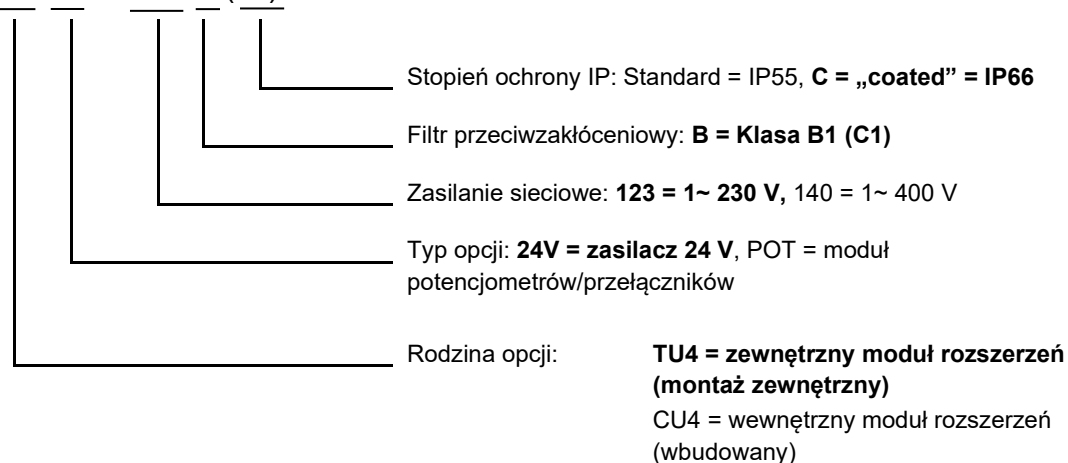 Stopień ochrony IP: Standard = IP55, C = „coated” = IP66
Filtr przeciwzakłóceniowy: B = Klasa B1 (C1)
Zasilanie sieciowe: 123 = 1~ 230 V, 140 = 1~ 400 V
Typ opcji: 24V = zasilacz 24 V, POT = moduł
potencjometrów/przełączników
Rodzina opcji: TU4 = zewnętrzny moduł rozszerzeń
(montaż zewnętrzny)
CU4 = wewnętrzny moduł rozszerzeń
(wbudowany)